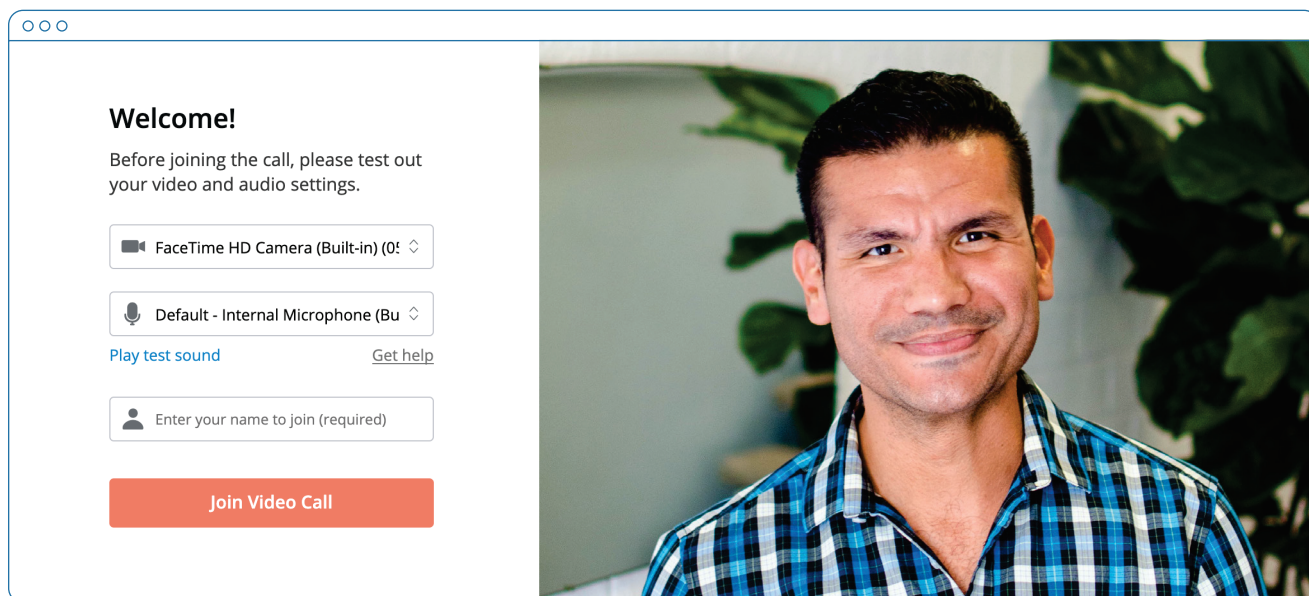 Welcome!
Before joining the call, please test out
your video and audio settings.
FaceTime HD Camera (Built-in) (05
Default - Internal Microphone (Bu
Play test sound
Get help
Enter your name to join (required)
Join Video Call